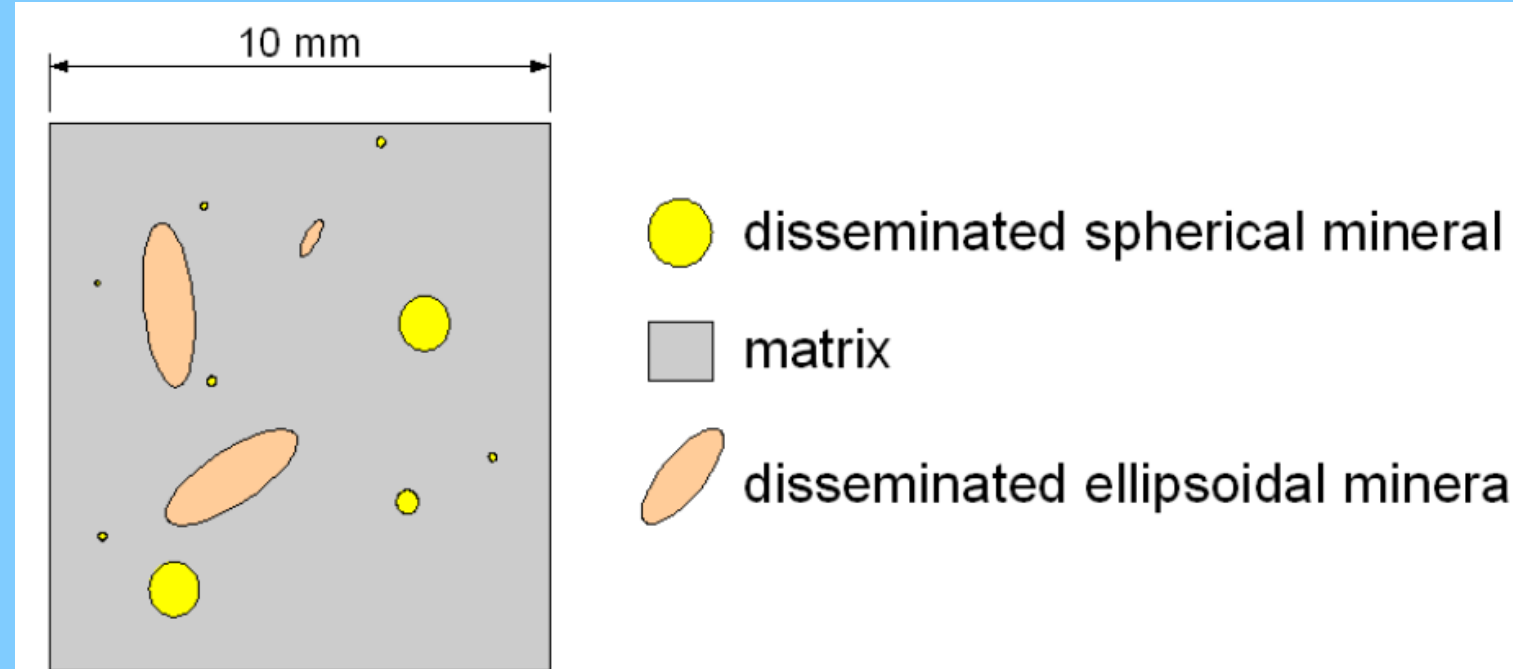 10 mm
disseminated spherical mineral
matrix
disseminated ellipsoidal minera